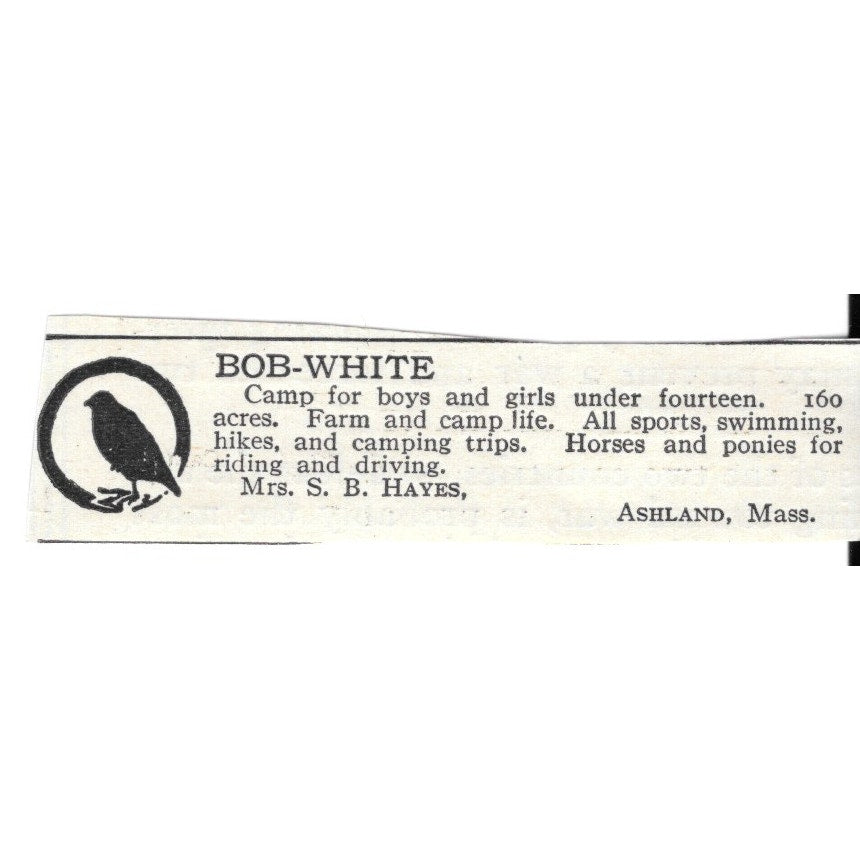 BOB-WHITE
Camp for boys and girls under fourteen. 160
acres. Farm and camp life. All sports, swimming,
hikes, and camping trips. Horses and ponies for
riding and driving.
Mrs. S. B. HAYES,
ASHLAND, Mass.